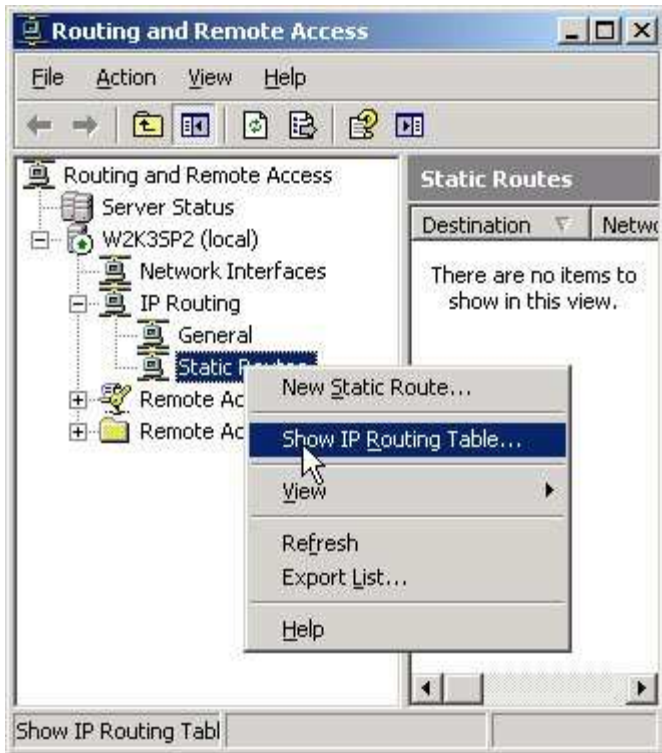 Routing and Remote Access
File Action View Help
Routing and Remote Access
Server Status
W2K3SP2 (local)
Network Interfaces
IP Routing
General
Static
Remote
Remote
Static Routes
Destination
There are no items to
show in this view.
New Static Route...
Show IP Routing Table...
View
Refresh
Export List...
Help
Show IP Routing Tabl